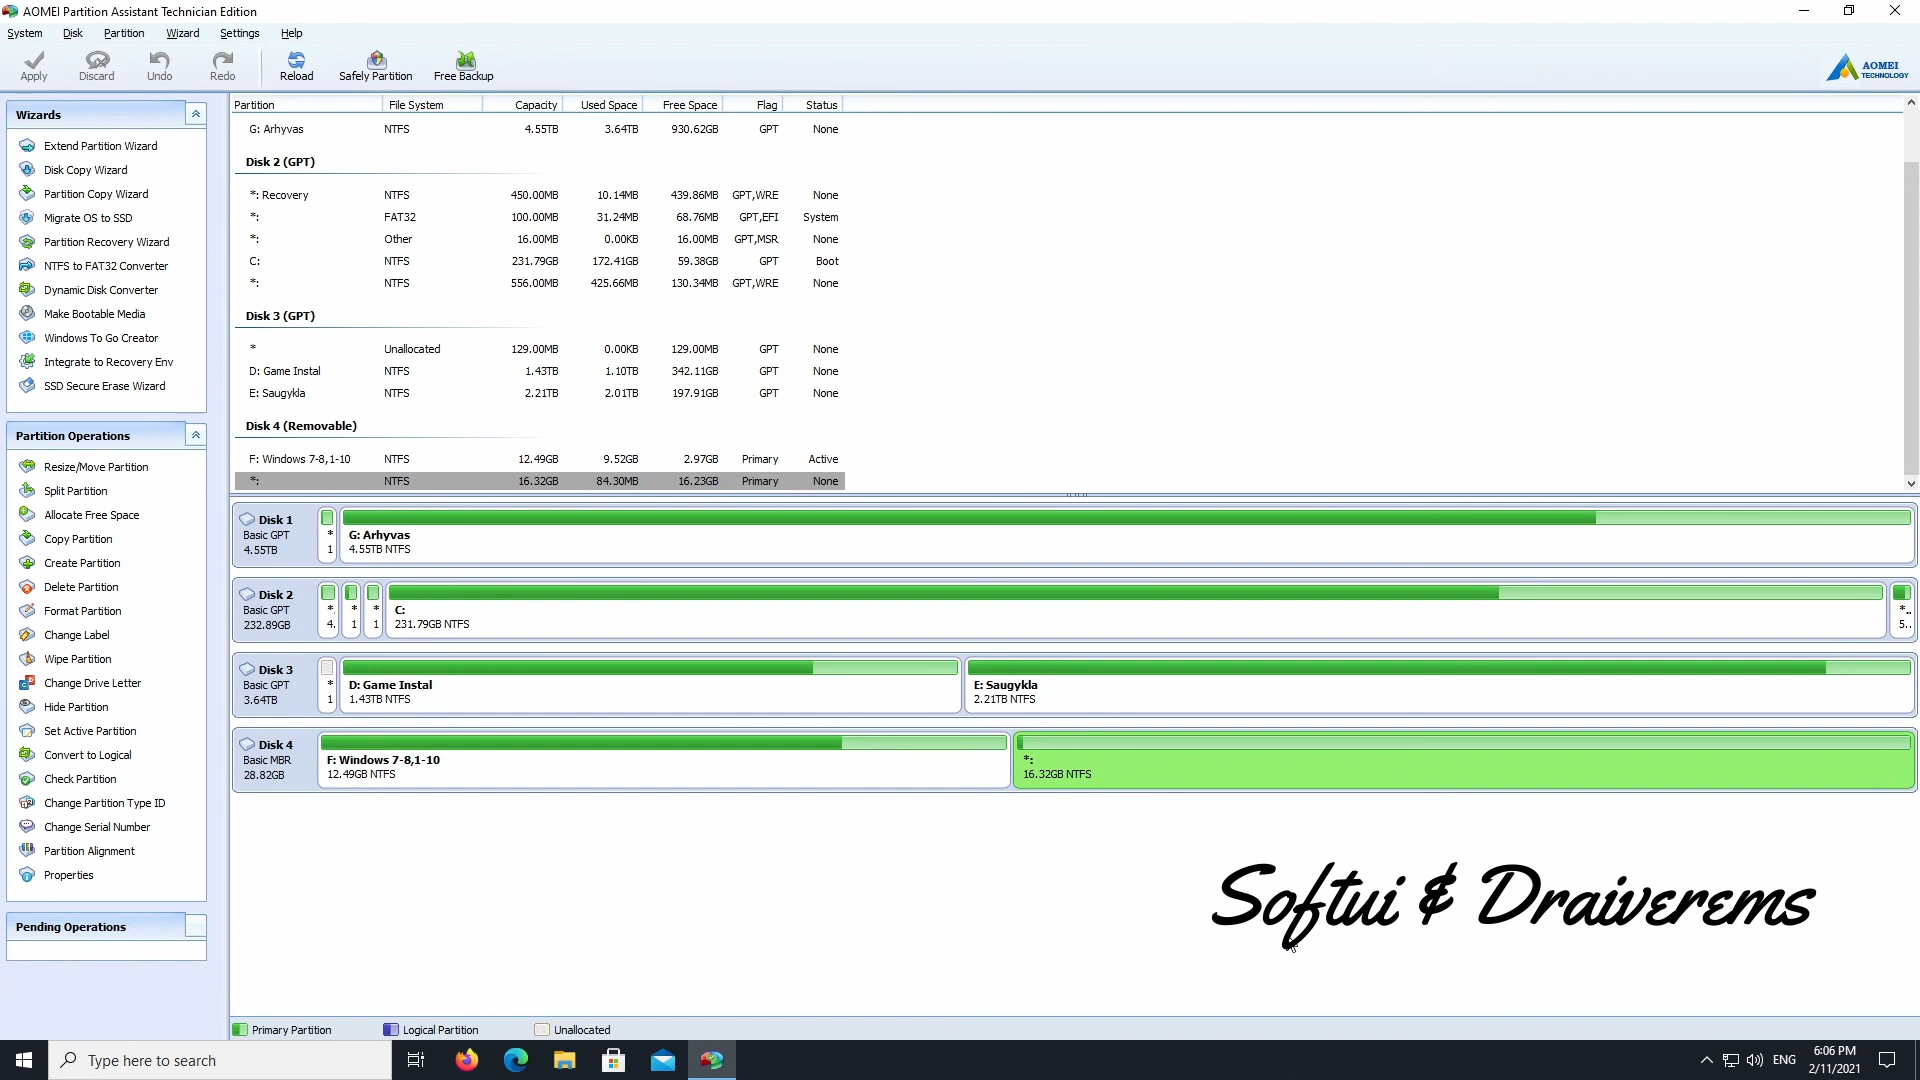 AOMEI Partition Assistant Technician Edition
System Disk Partition Wizard Settings Help
Apply Discard Undo Redo Reload Safely Partition Free Backup
AOMEI
TECHNOLOGY
Wizards
Extend Partition Wizard
Disk Copy Wizard
Partition Copy Wizard
Migrate OS to SSD
Partition Recovery Wizard
NTFS to FAT32 Converter
Dynamic Disk Converter
Make Bootable Media
Windows To Go Creator
Integrate to Recovery Env
SSD Secure Erase Wizard
Partition Operations
Resize/Move Partition
Split Partition
Allocate Free Space
Copy Partition
Create Partition
Delete Partition
Format Partition
Change Label
Wipe Partition
Change Drive Letter
Hide Partition
Set Active Partition
Convert to Logical
Check Partition
Change Partition Type ID
Change Serial Number
Partition Alignment
Properties
Pending Operations
Partition File System Capacity Used Space Free Space Flag Status
G: Arhyvas NTFS 4.55TB 3.64TB 930.62GB GPT None
Disk 2 (GPT)
*: Recovery NTFS 450.00MB 10.14MB 439.86MB GPT,WRE None
*: FAT32 100.00MB 31.24MB 68.76MB GPT,EFI System
*: Other 16.00MB 0.00KB 16.00MB GPT,MSR None
C: NTFS 231.79GB 172.41GB 59.38GB GPT Boot
*: NTFS 556.00MB 425.66MB 130.34MB GPT,WRE None
Disk 3 (GPT)
* Unallocated 129.00MB 0.00KB 129.00MB GPT None
D: Game Instal NTFS 1.43TB 1.10TB 342.11GB GPT None
E: Saugykla NTFS 2.21TB 2.01TB 197.91GB GPT None
Disk 4 (Removable)
F: Windows 7-8,1-10 NTFS 12.49GB 9.52GB 2.97GB Primary Active
*: NTFS 16.32GB 84.30MB 16.23GB Primary None
Disk 1
Basic GPT
4.55TB
*
1
G: Arhyvas
4.55TB NTFS
Disk 2
Basic GPT
232.89GB
*.
4.
*
1
*
1
C:
231.79GB NTFS
*..
5..
Disk 3
Basic GPT
3.64TB
*
1
D: Game Instal
1.43TB NTFS
E: Saugykla
2.21TB NTFS
Disk 4
Basic MBR
28.82GB
F: Windows 7-8,1-10
12.49GB NTFS
*:
16.32GB NTFS
Softui & Draiverems
Primary Partition Logical Partition Unallocated
Type here to search
ENG
6:06 PM
2/11/2021